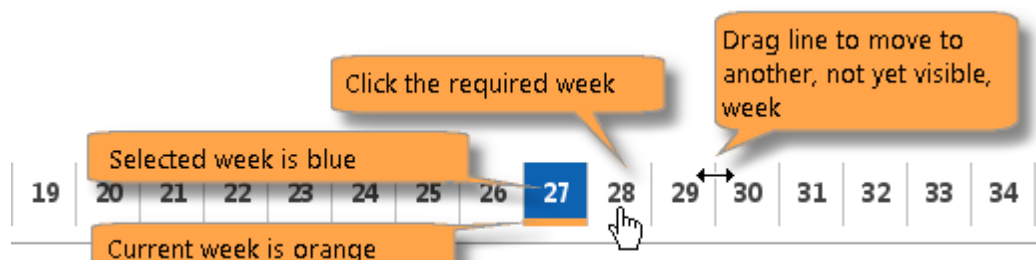 Drag line to move to
another, not yet visible,
week
Click the required week
Selected week is blue
19 20 21 22 23 24 25 26 27 28 29 30 31 32 33 34
Current week is orange